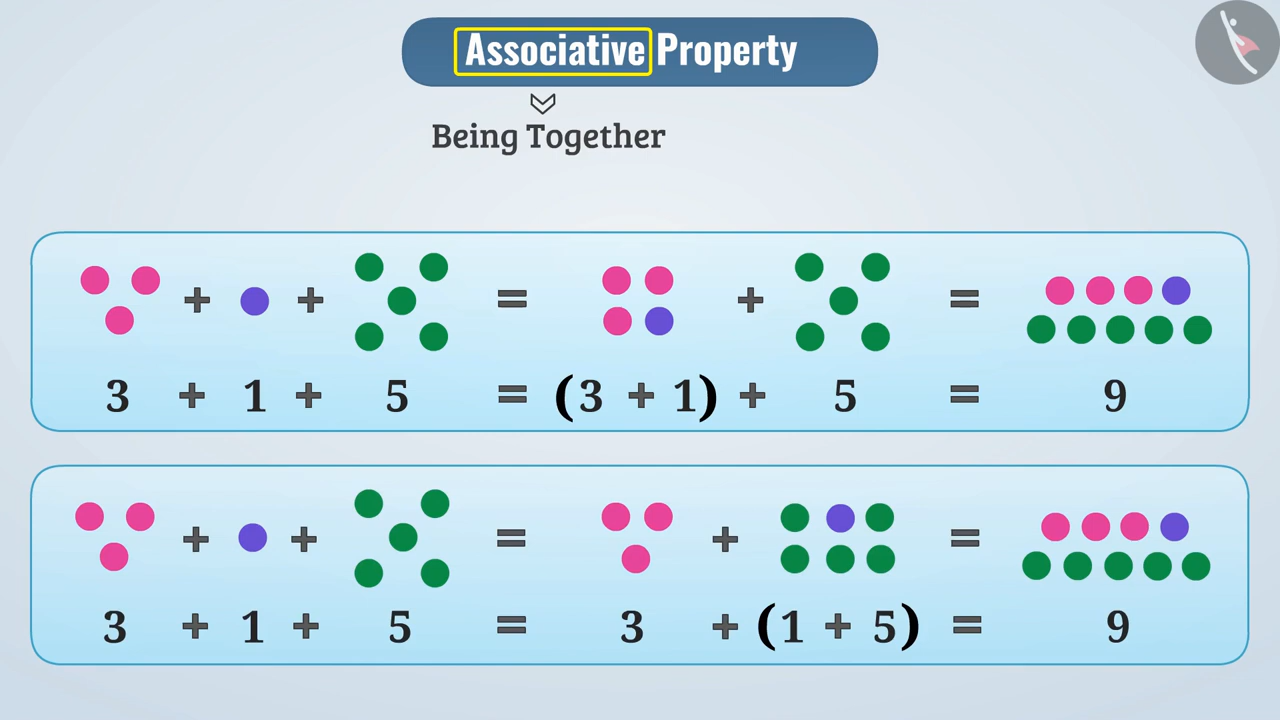 Associative Property
Being Together
3 + 1 + 5 = (3 + 1) + 5 = 9
3 + 1 + 5 = 3 + (1 + 5) = 9